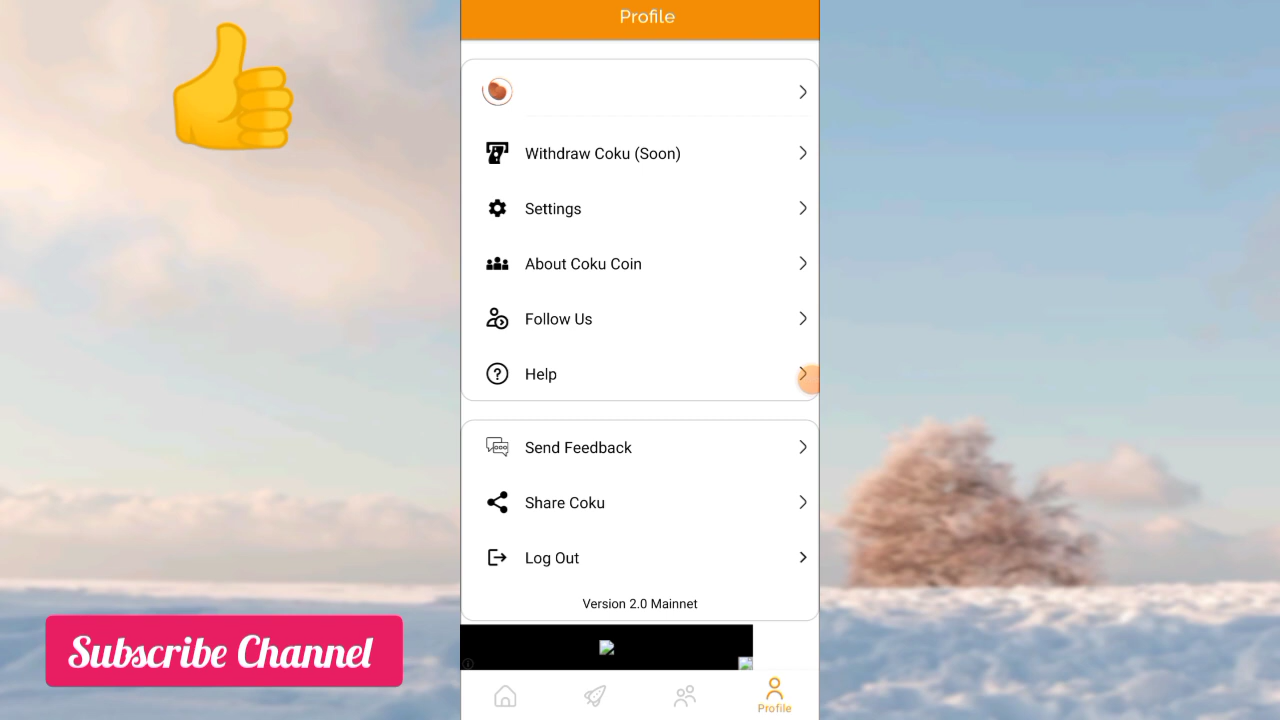 Profile
Withdraw Coku (Soon)
Settings
About Coku Coin
Follow Us
Help
Send Feedback
Share Coku
Log Out
Version 2.0 Mainnet
Subscribe Channel
Profile